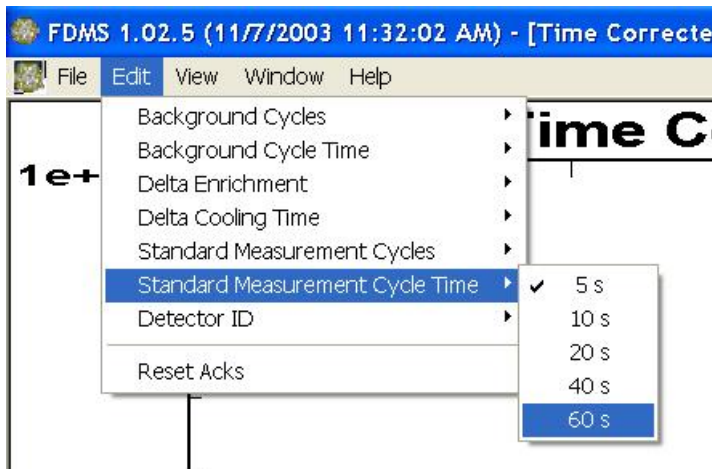 FDMS 1.02.5 (11/7/2003 11:32:02 AM) - [Time Correcte
File Edit View Window Help
Background Cycles
Background Cycle Time
Delta Enrichment
Delta Cooling Time
Standard Measurement Cycles
Standard Measurement Cycle Time
Detector ID
Reset Acks
ime C
1e+
5 s
10 s
20 s
40 s
60 s